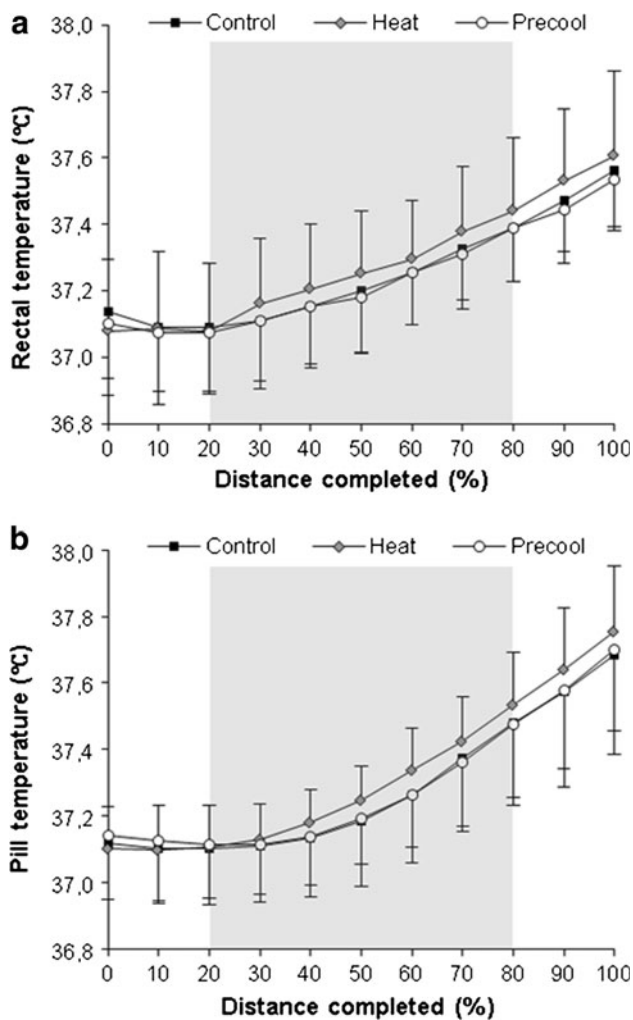 a
Control Heat Precool
38,0
37,8
37,6
37,4
37,2
37,0
36,8
Rectal temperature (°C)
0 10 20 30 40 50 60 70 80 90 100
Distance completed (%)
b
Control Heat Precool
38,0
37,8
37,6
37,4
37,2
37,0
36,8
Pill temperature (°C)
0 10 20 30 40 50 60 70 80 90 100
Distance completed (%)